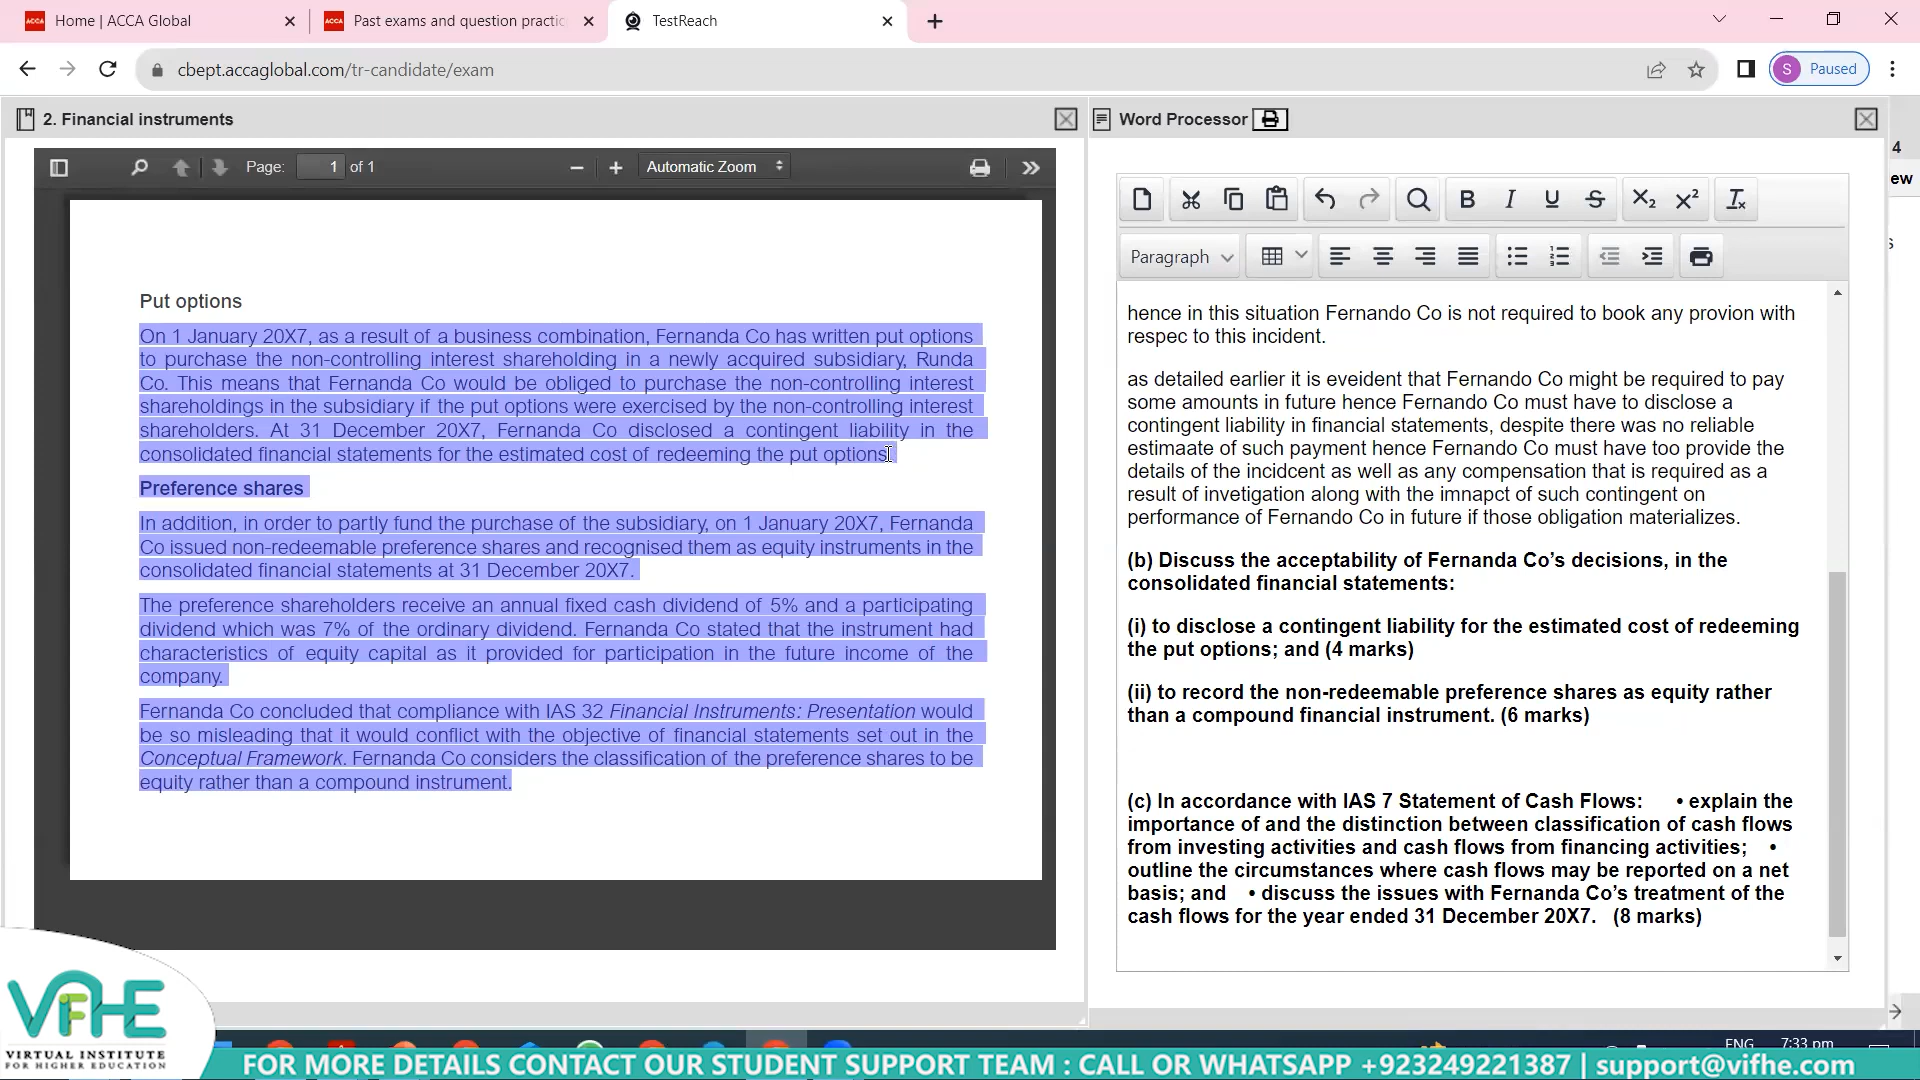 Home | ACCA Global
Past exams and question practic
TestReach
cbept.accaglobal.com/tr-candidate/exam
S Paused
2. Financial instruments
Page: 1 of 1
Automatic Zoom
Put options
On 1 January 20X7, as a result of a business combination, Fernanda Co has written put options
to purchase the non-controlling interest shareholding in a newly acquired subsidiary, Runda
Co. This means that Fernanda Co would be obliged to purchase the non-controlling interest
shareholdings in the subsidiary if the put options were exercised by the non-controlling interest
shareholders. At 31 December 20X7, Fernanda Co disclosed a contingent liability in the
consolidated financial statements for the estimated cost of redeeming the put options.
Preference shares
In addition, in order to partly fund the purchase of the subsidiary, on 1 January 20X7, Fernanda
Co issued non-redeemable preference shares and recognised them as equity instruments in the
consolidated financial statements at 31 December 20X7.
The preference shareholders receive an annual fixed cash dividend of 5% and a participating
dividend which was 7% of the ordinary dividend. Fernanda Co stated that the instrument had
characteristics of equity capital as it provided for participation in the future income of the
company.
Fernanda Co concluded that compliance with IAS 32 Financial Instruments: Presentation would
be so misleading that it would conflict with the objective of financial statements set out in the
Conceptual Framework. Fernanda Co considers the classification of the preference shares to be
equity rather than a compound instrument.
Word Processor
4
ew
s
Paragraph
hence in this situation Fernando Co is not required to book any provion with
respec to this incident.
as detailed earlier it is eveident that Fernando Co might be required to pay
some amounts in future hence Fernando Co must have to disclose a
contingent liability in financial statements, despite there was no reliable
estimaate of such payment hence Fernando Co must have too provide the
details of the incidcent as well as any compensation that is required as a
result of invetigation along with the imnapct of such contingent on
performance of Fernando Co in future if those obligation materializes.
(b) Discuss the acceptability of Fernanda Co’s decisions, in the
consolidated financial statements:
(i) to disclose a contingent liability for the estimated cost of redeeming
the put options; and (4 marks)
(ii) to record the non-redeemable preference shares as equity rather
than a compound financial instrument. (6 marks)
(c) In accordance with IAS 7 Statement of Cash Flows: • explain the
importance of and the distinction between classification of cash flows
from investing activities and cash flows from financing activities; •
outline the circumstances where cash flows may be reported on a net
basis; and • discuss the issues with Fernanda Co’s treatment of the
cash flows for the year ended 31 December 20X7. (8 marks)
VIFHE
VIRTUAL INSTITUTE
FOR HIGHER EDUCATION
ENG 7:33 pm
FOR MORE DETAILS CONTACT OUR STUDENT SUPPORT TEAM : CALL OR WHATSAPP +923249221387 | support@vifhe.com